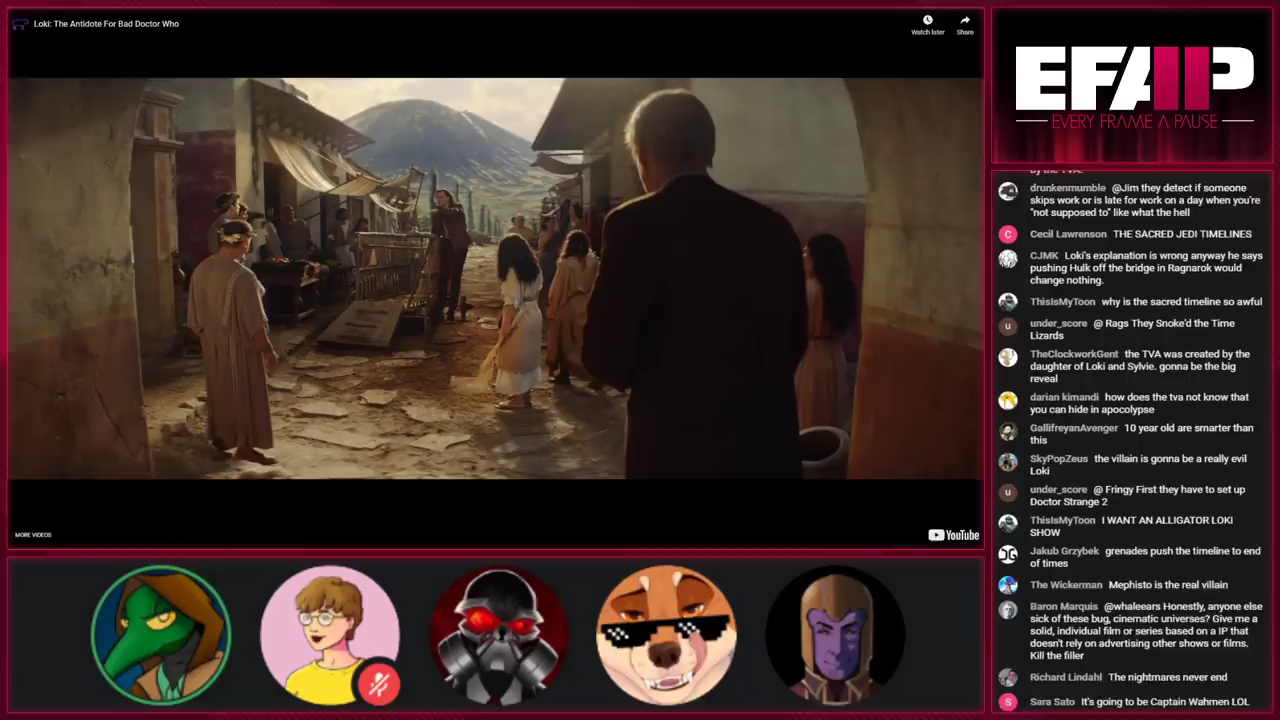 Loki: The Antidote For Bad Doctor Who
Watch later
Share
MORE VIDEOS
YouTube
EFAP
EVERY FRAME A PAUSE
drunkenmumble @Jim they detect if someone
skips work or is late for work on a day when you're
"not supposed to" like what the hell
C
Cecil Lawrenson THE SACRED JEDI TIMELINES
CJMK Loki's explanation is wrong anyway he says
pushing Hulk off the bridge in Ragnarok would
change nothing.
ThisIsMyToon why is the sacred timeline so awful
u
under_score @ Rags They Snoke'd the Time
Lizards
TheClockworkGent the TVA was created by the
daughter of Loki and Sylvie. gonna be the big
reveal
darian kimandi how does the tva not know that
you can hide in apocolypse
GallifreyanAvenger 10 year old are smarter than
this
SkyPopZeus the villain is gonna be a really evil
Loki
u
under_score @ Fringy First they have to set up
Doctor Strange 2
ThisIsMyToon I WANT AN ALLIGATOR LOKI
SHOW
Jakub Grzybek grenades push the timeline to end
of times
The Wickerman Mephisto is the real villain
Baron Marquis @whaleears Honestly, anyone else
sick of these bug, cinematic universes? Give me a
solid, individual film or series based on a IP that
doesn't rely on advertising other shows or films.
Kill the filler
Richard Lindahl The nightmares never end
S
Sara Sato It's going to be Captain Wahmen LOL